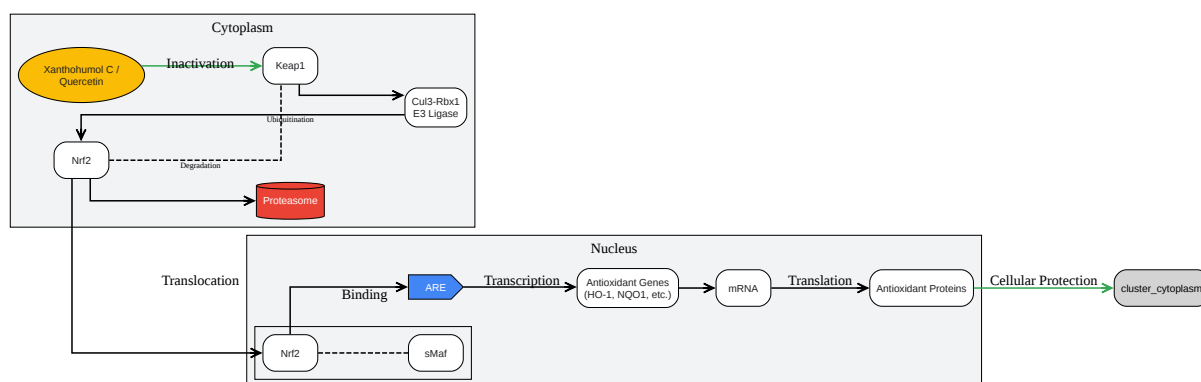 Cytoplasm
Xanthohumol C /
Quercetin
Inactivation
Keap1
Cul3-Rbx1
E3 Ligase
Ubiquitination
Nrf2
Degradation
Proteasome
Translocation
Nucleus
Binding
ARE
Transcription
Antioxidant Genes
(HO-1, NQO1, etc.)
mRNA
Translation
Antioxidant Proteins
Cellular Protection
cluster_cytoplasm
Nrf2
sMaf